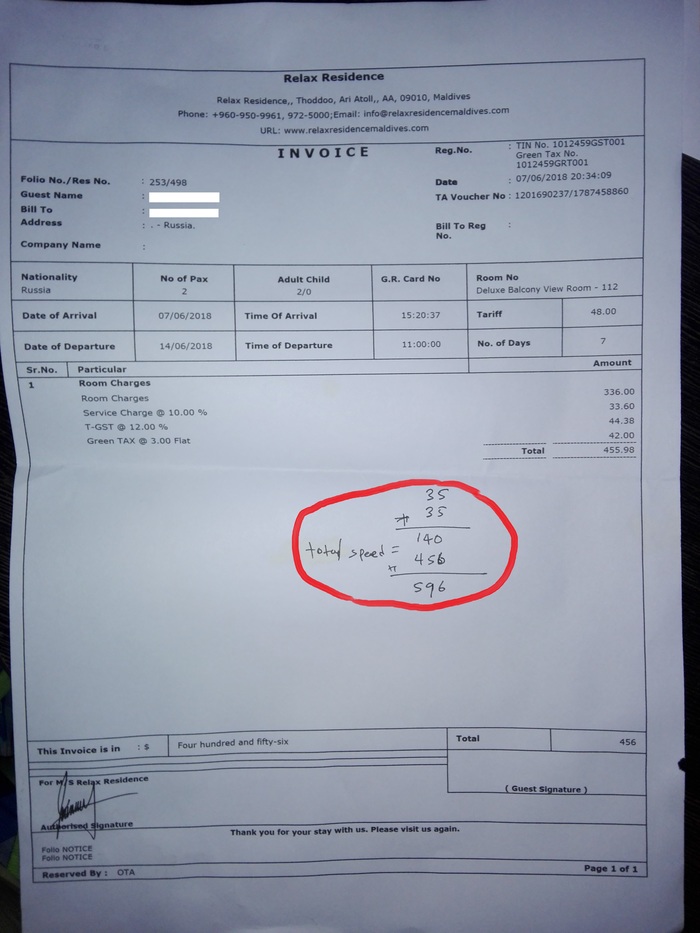 Relax Residence
Relax Residence,, Thoddoo, Ari Atoll,, AA, 09010, Maldives
Phone: +960-950-9961, 972-5000;Email: info@relaxresidencemaldives.com
URL: www.relaxresidencemaldives.com
INVOICE
Reg.No. : TIN No. 1012459GST001
Green Tax No.
1012459GRT001
Folio No./Res No. : 253/498
Date : 07/06/2018 20:34:09
Guest Name :
TA Voucher No : 1201690237/1787458860
Bill To :
Address : . - Russia.
Bill To Reg No. :
Company Name :
Nationality No of Pax Adult Child G.R. Card No Room No
Russia 2 2/0 Deluxe Balcony View Room - 112
Date of Arrival 07/06/2018 Time Of Arrival 15:20:37 Tariff 48.00
Date of Departure 14/06/2018 Time of Departure 11:00:00 No. of Days 7
Sr.No. Particular Amount
1 Room Charges
Room Charges 336.00
Service Charge @ 10.00 % 33.60
T-GST @ 12.00 % 44.38
Green TAX @ 3.00 Flat 42.00
Total 455.98
35
+ 35
140
total speed =
+ 456
596
This Invoice is in : $ Four hundred and fifty-six Total 456
For M/S Relax Residence
( Guest Signature )
Authorised Signature
Thank you for your stay with us. Please visit us again.
Folio NOTICE
Folio NOTICE
Reserved By : OTA
Page 1 of 1